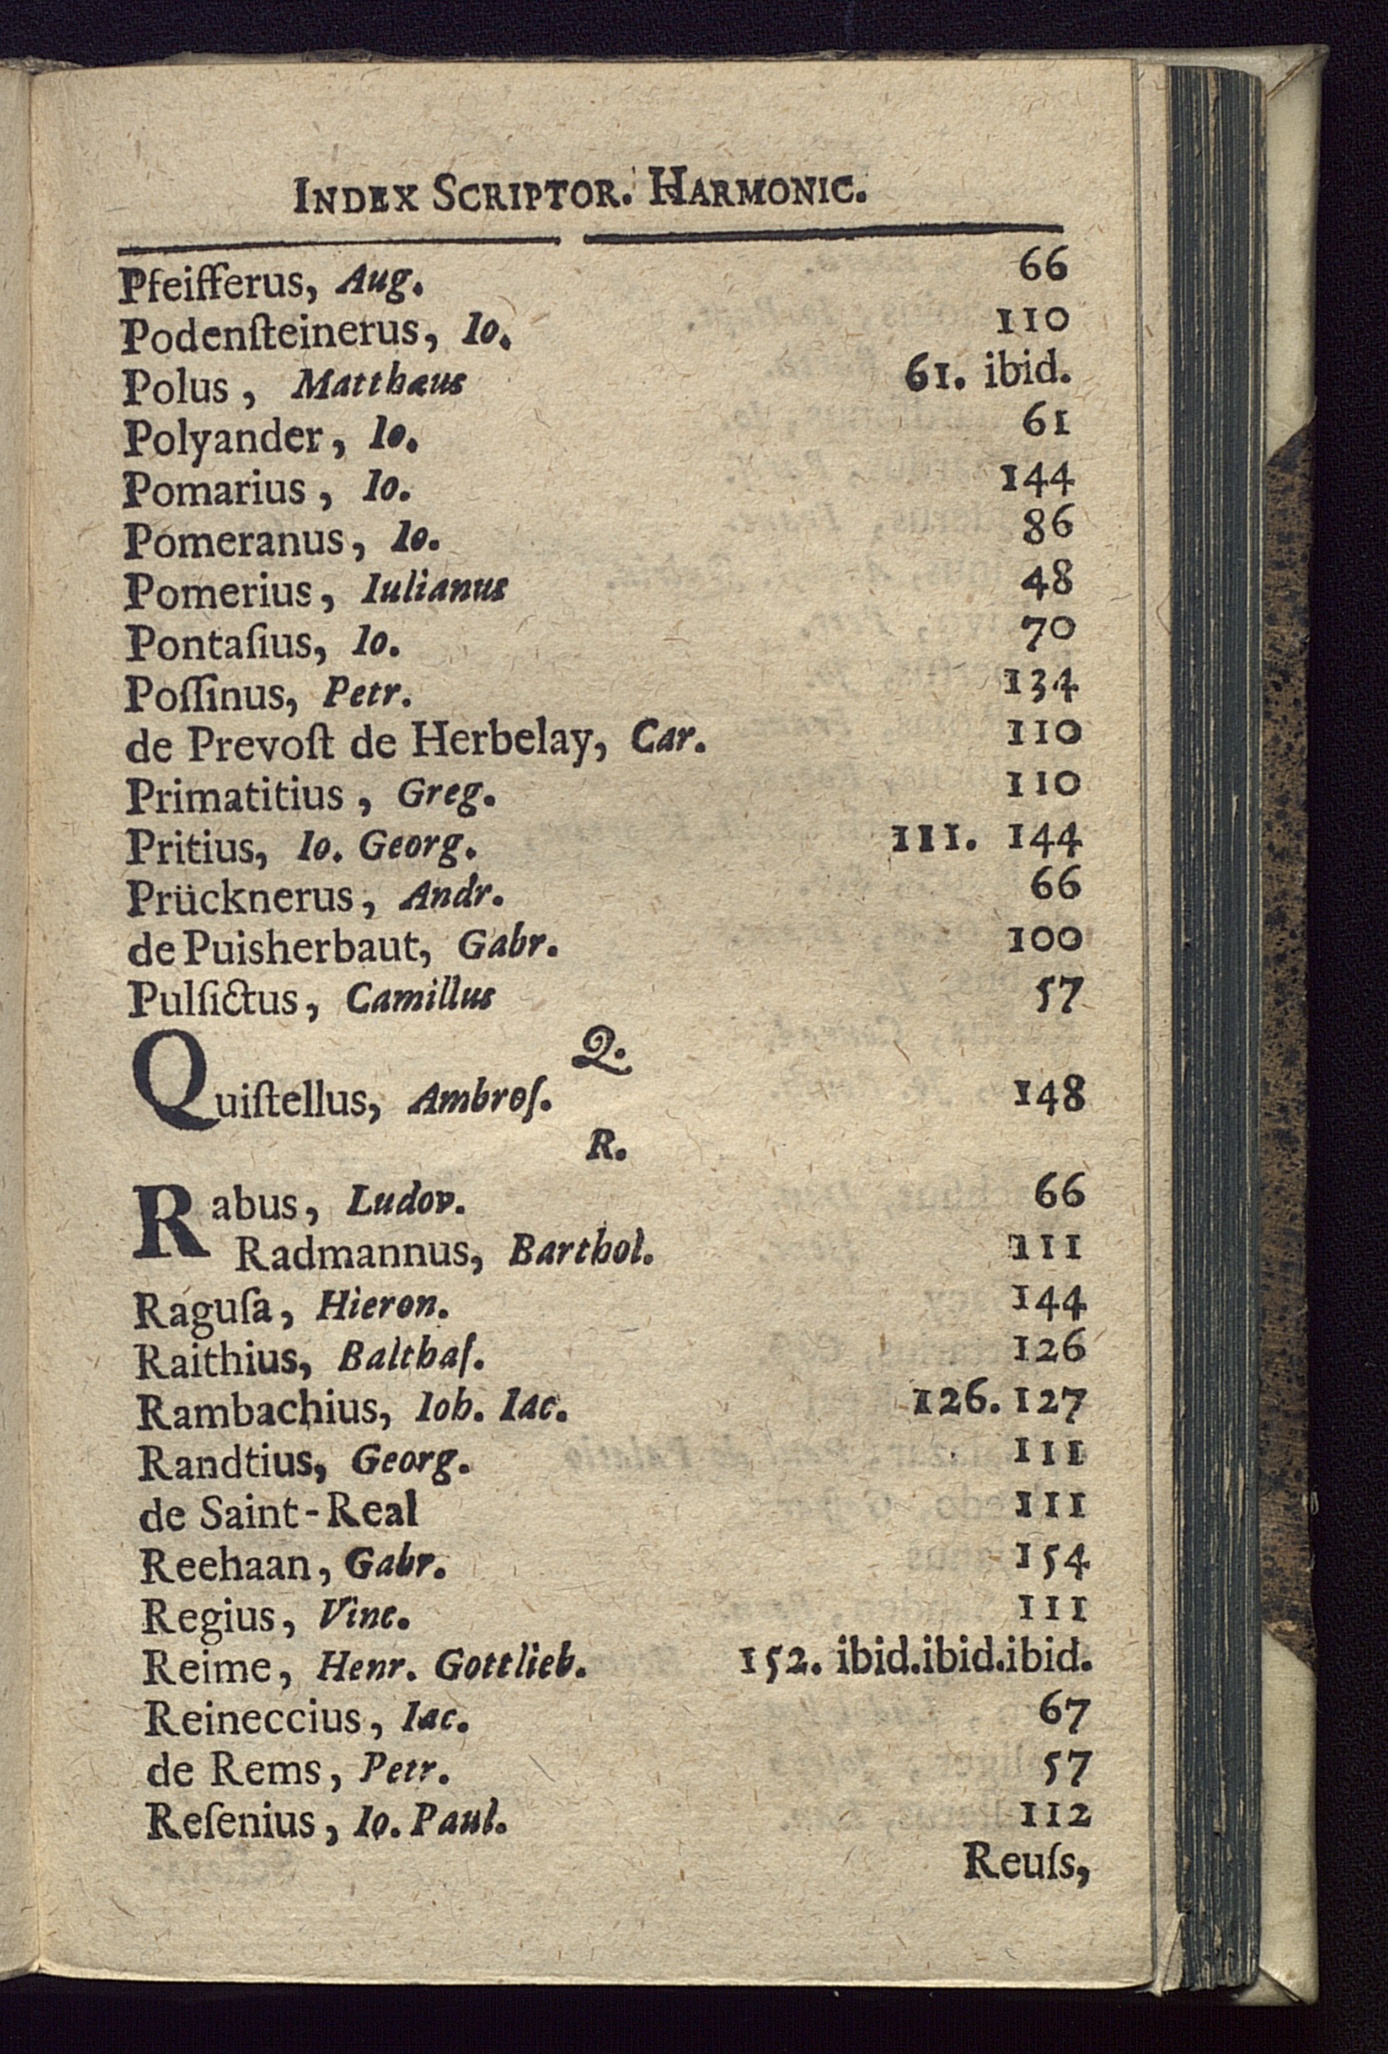 INDEX SCRIPTOR. HARMONIC.
Pfeifferus, Aug. 66
Podenſteinerus, Io. 110
Polus, Matthæus 61. ibid.
Polyander, Io. 61
Pomarius, Io. 144
Pomeranus, Io. 86
Pomerius, Iulianus 48
Pontaſius, Io. 70
Poſſinus, Petr. 134
de Prevoſt de Herbelay, Car. 110
Primatitius, Greg. 110
Pritius, Io. Georg. 111. 144
Prücknerus, Andr. 66
de Puisherbaut, Gabr. 100
Pulſictus, Camillus 57
Q.
Quiſtellus, Ambroſ. 148
R.
Rabus, Ludov. 66
Radmannus, Barthol. 111
Raguſa, Hieron. 144
Raithius, Balthaſ. 126
Rambachius, Ioh. Iac. 126. 127
Randtius, Georg. 111
de Saint-Real 111
Reehaan, Gabr. 154
Regius, Vinc. 111
Reime, Henr. Gottlieb. 152. ibid.ibid.ibid.
Reineccius, Iac. 67
de Rems, Petr. 57
Reſenius, Io. Paul. 112
Reuſs,